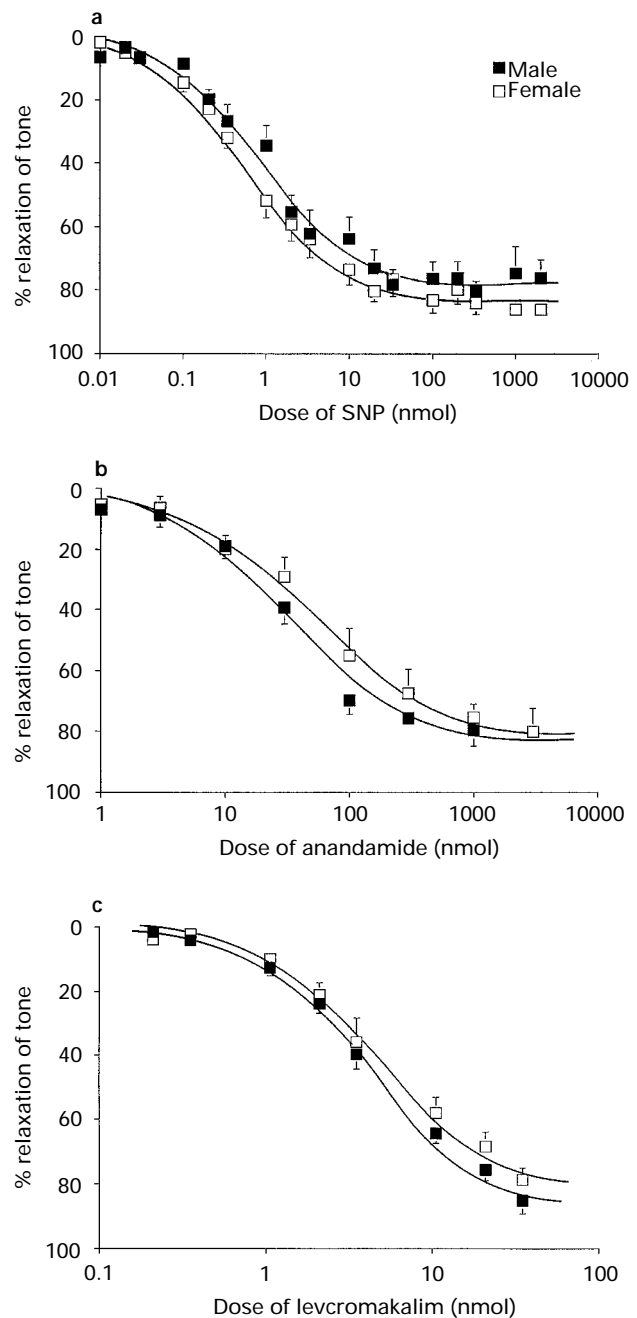 a
0
20
40
60
80
100
% relaxation of tone
Male
Female
0.01 0.1 1 10 100 1000 10000
Dose of SNP (nmol)
b
0
20
40
60
80
100
% relaxation of tone
1 10 100 1000 10000
Dose of anandamide (nmol)
c
0
20
40
60
80
100
% relaxation of tone
0.1 1 10 100
Dose of levcromakalim (nmol)